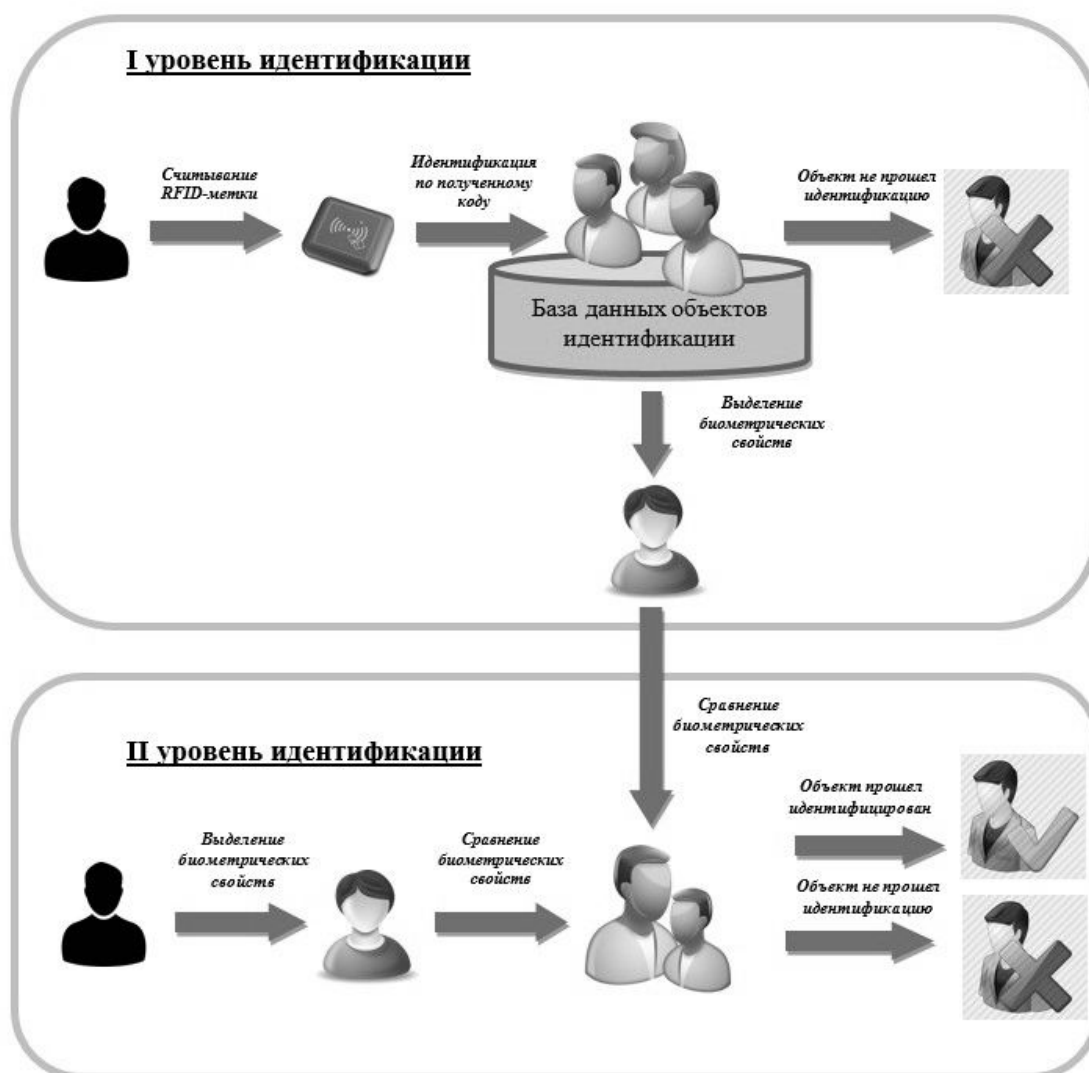 I уровень идентификации
Считывание
RFID-метки
Идентификация
по полученному
коду
Объект не прошел
идентификацию
База данных объектов
идентификации
Выделение
биометрических
свойств
Сравнение
биометрических
свойств
II уровень идентификации
Выделение
биометрических
свойств
Сравнение
биометрических
свойств
Объект прошел
идентифицирован
Объект не прошел
идентификацию